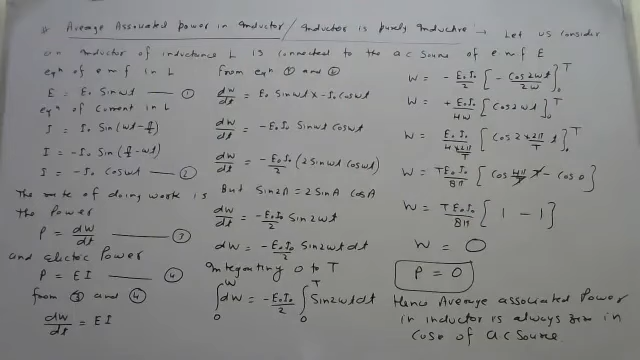 * Average Associated power in Inductor / Inductor is purely Inductive :- Let us consider
an inductor of inductance L is connected to the ac source of emf E
eqⁿ of emf in L
E = E₀ Sinωt —— ①
eqⁿ of Current in L
I = I₀ Sin(ωt - π/2)
I = -I₀ Sin(π/2 - ωt)
I = -I₀ Cosωt —— ②
The rate of doing work is
the Power
P = dw/dt —— ③
and electric Power
P = EI —— ④
from ③ and ④
dw/dt = EI
from eqⁿ ① and ②
dw/dt = E₀ Sinωt × -I₀ Cosωt
dw/dt = -E₀I₀ Sinωt Cosωt
dw/dt = -E₀I₀/2 (2 Sinωt Cosωt)
But Sin2A = 2 SinA CosA
dw/dt = -E₀I₀/2 Sin2ωt
dw = -E₀I₀/2 Sin2ωt dt
Integrating 0 to T
∫₀ᵂ dw = -E₀I₀/2 ∫₀ᵀ Sin2ωt dt
W = -E₀I₀/2 [-Cos2ωt/2ω]₀ᵀ
W = +E₀I₀/4ω [Cos2ωt]₀ᵀ
W = E₀I₀/4×2π/T [Cos 2×2π/T t]₀ᵀ
W = TE₀I₀/8π [Cos 4π/T T - Cos 0]
W = TE₀I₀/8π [1 - 1]
W = 0
P = 0
Hence Average associated Power
in inductor is always zero in
case of ac source